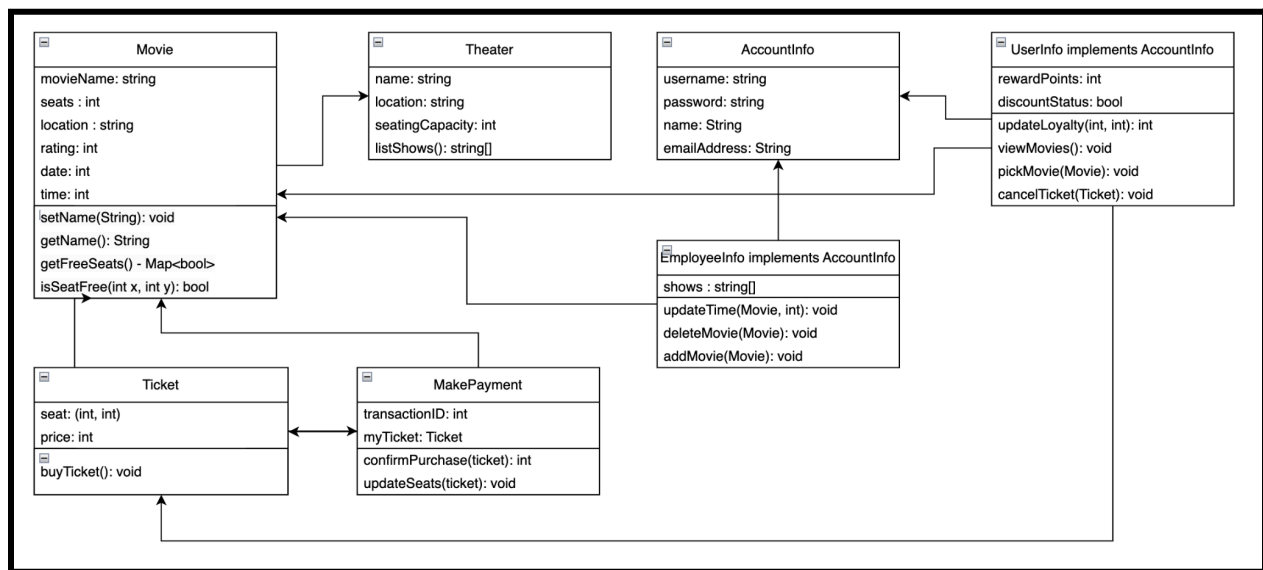 Movie
movieName: string
seats : int
location : string
rating: int
date: int
time: int
setName(String): void
getName(): String
getFreeSeats() - Map<bool>
isSeatFree(int x, int y): bool
Theater
name: string
location: string
seatingCapacity: int
listShows(): string[]
AccountInfo
username: string
password: string
name: String
emailAddress: String
UserInfo implements AccountInfo
rewardPoints: int
discountStatus: bool
updateLoyalty(int, int): int
viewMovies(): void
pickMovie(Movie): void
cancelTicket(Ticket): void
EmployeeInfo implements AccountInfo
shows : string[]
updateTime(Movie, int): void
deleteMovie(Movie): void
addMovie(Movie): void
Ticket
seat: (int, int)
price: int
buyTicket(): void
MakePayment
transactionID: int
myTicket: Ticket
confirmPurchase(ticket): int
updateSeats(ticket): void